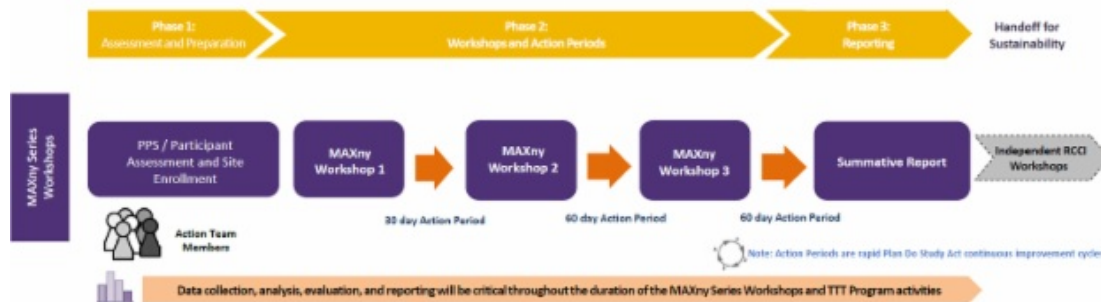 Phase 1:
Assessment and Preparation
Phase 2:
Workshops and Action Periods
Phase 3:
Reporting
Handoff for
Sustainability
MAXny Series
Workshops
PPS / Participant
Assessment and Site
Enrollment
MAXny
Workshop 1
MAXny
Workshop 2
MAXny
Workshop 3
Summative Report
Independent RCCI
Workshops
30 day Action Period
60 day Action Period
60 day Action Period
Action Team
Members
Note: Action Periods are rapid Plan Do Study Act continuous improvement cycles
Data collection, analysis, evaluation, and reporting will be critical throughout the duration of the MAXny Series Workshops and TTT Program activities